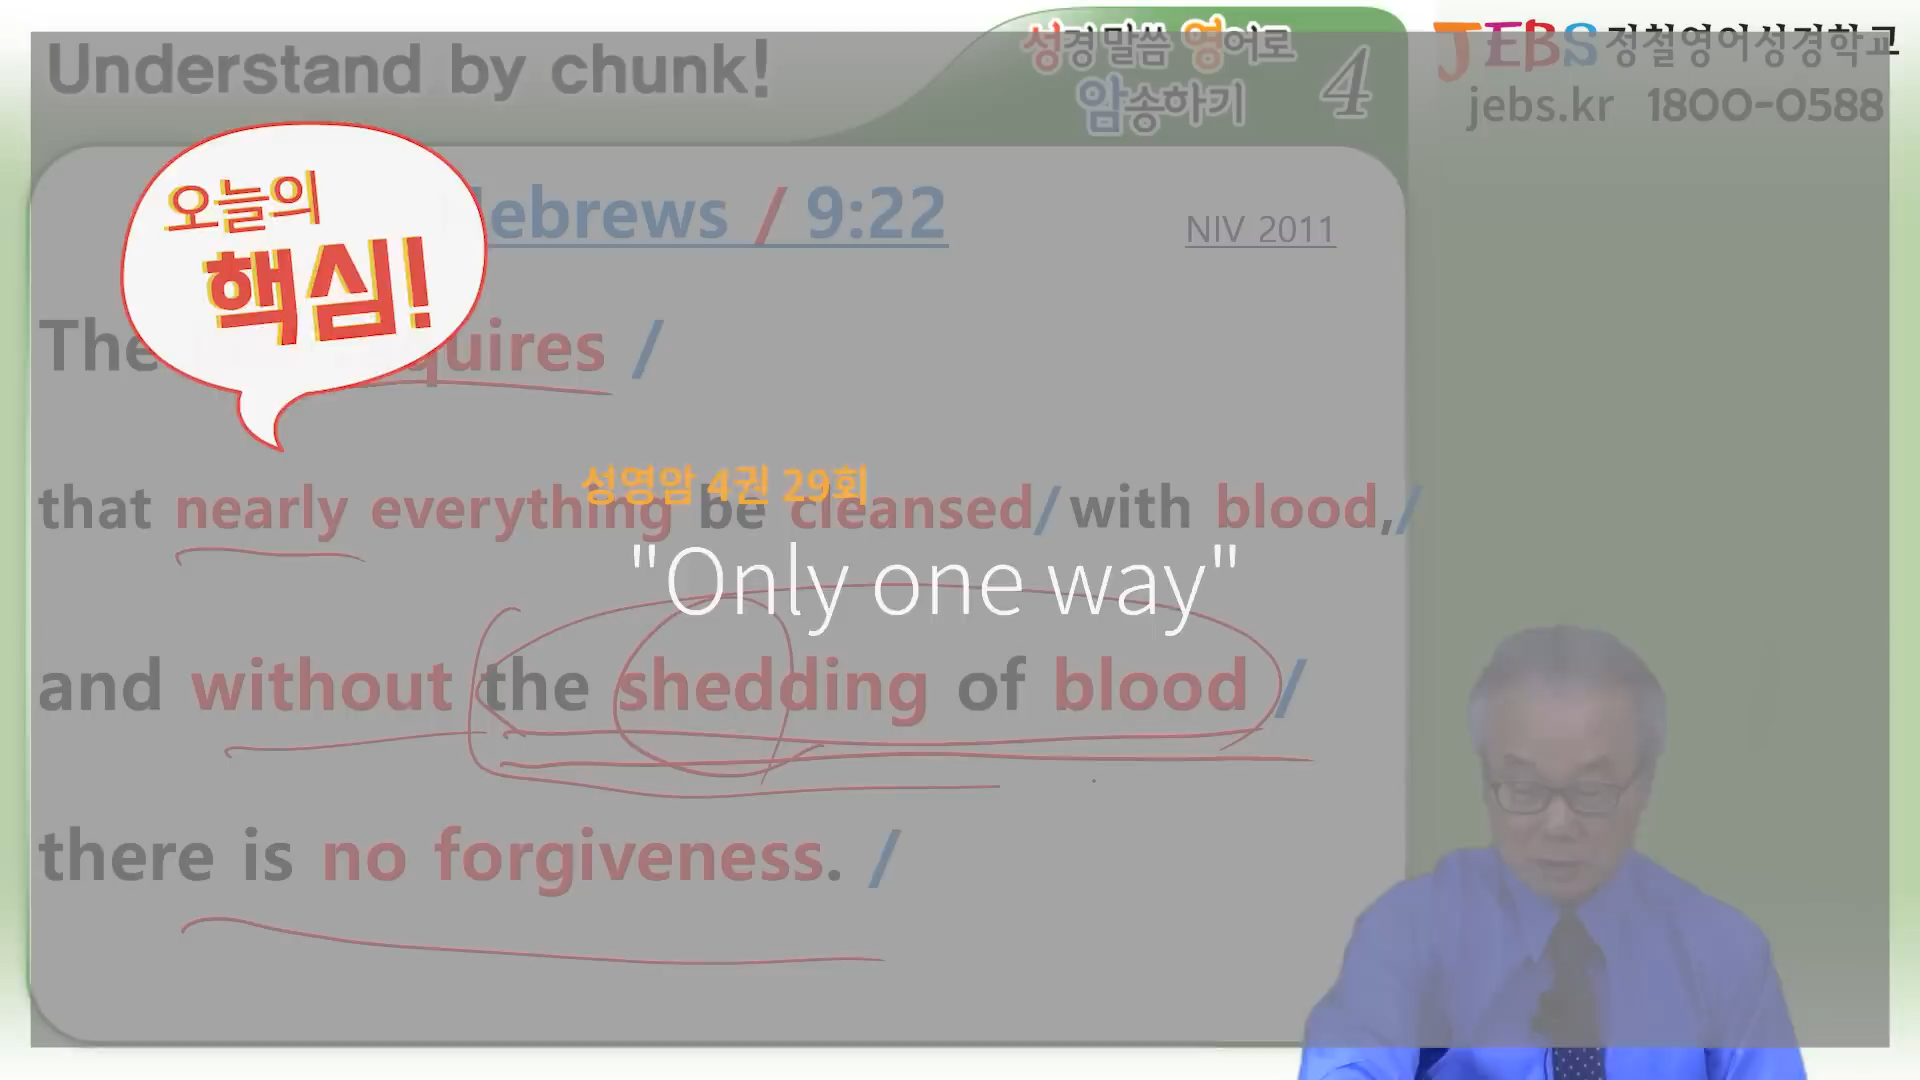 Understand by chunk!
성경말씀 영어로
암송하기 4
JEBS 정철영어성경학교
jebs.kr 1800-0588
오늘의
핵심!
ebrews / 9:22
NIV 2011
The quires /
that nearly everything be cleansed/ with blood,/
성영암 4권 29회
"Only one way"
and without the shedding of blood /
there is no forgiveness. /